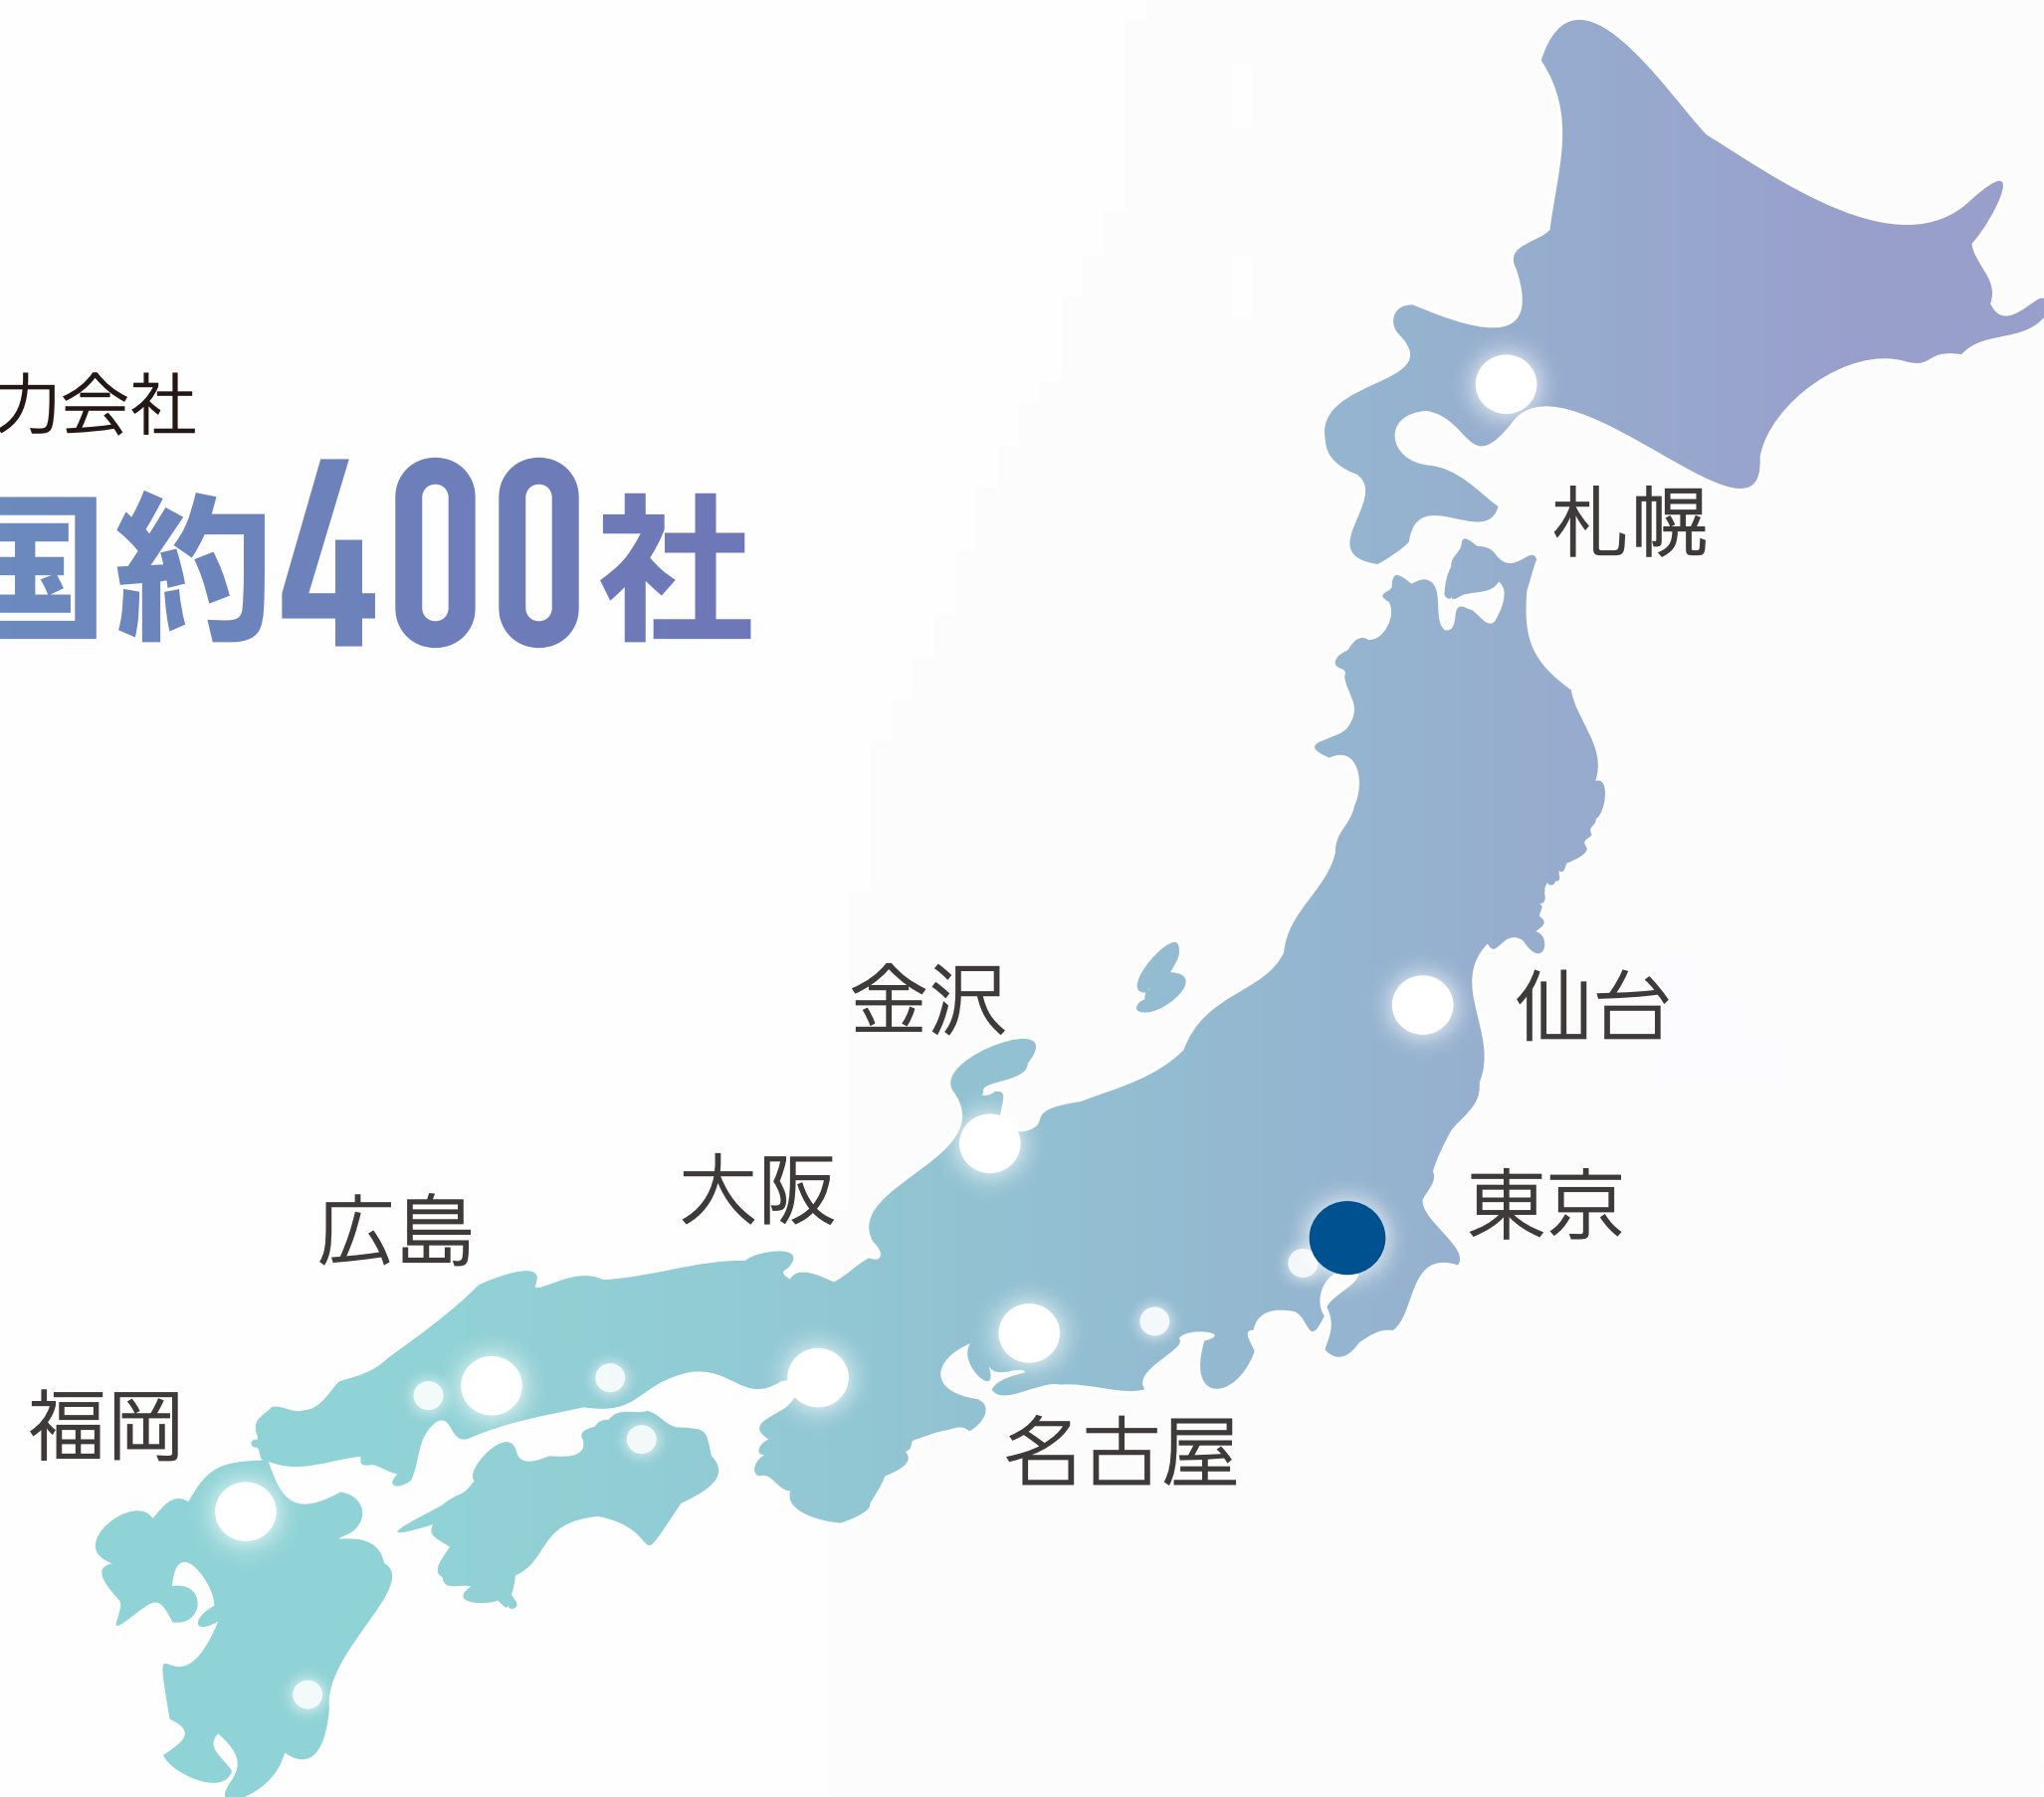 力会社
国約400社
札幌
金沢
仙台
大阪
東京
広島
福岡
名古屋